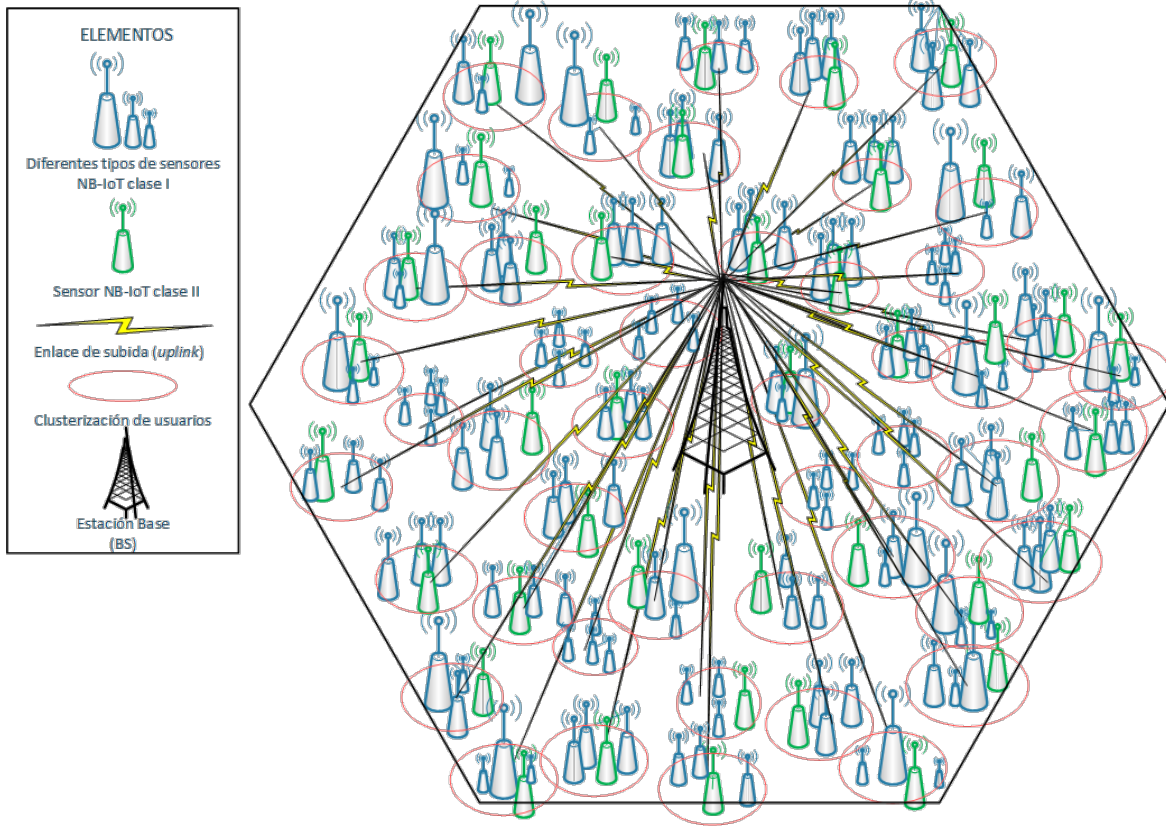 ELEMENTOS
Diferentes tipos de sensores
NB-IoT clase I
Sensor NB-IoT clase II
Enlace de subida (uplink)
Clusterización de usuarios
Estación Base
(BS)